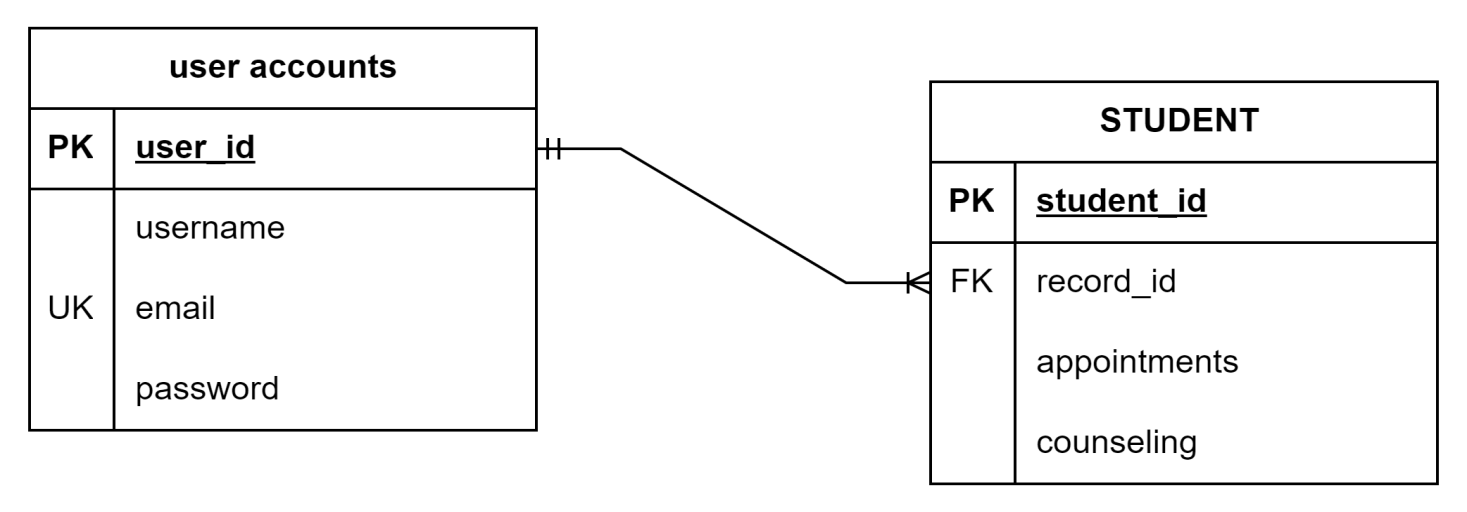 user accounts
PK user_id
username
UK email
password
STUDENT
PK student_id
FK record_id
appointments
counseling